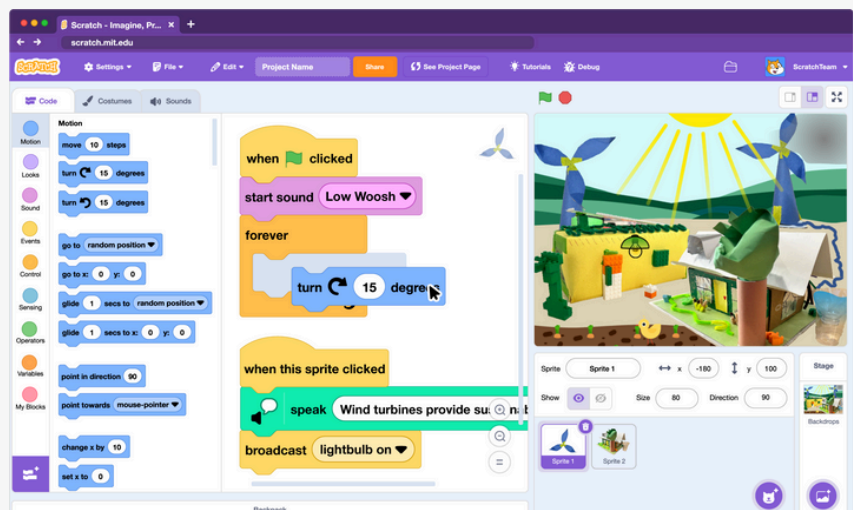 Scratch - Imagine, Pr...
scratch.mit.edu
SCRATCH
Settings
File
Edit
Project Name
Share
See Project Page
Tutorials
Debug
ScratchTeam
Code
Costumes
Sounds
Motion
Looks
Sound
Events
Control
Sensing
Operators
Variables
My Blocks
Motion
move 10 steps
turn 15 degrees
turn 15 degrees
go to random position
go to x: 0 y: 0
glide 1 secs to random position
glide 1 secs to x: 0 y: 0
point in direction 90
point towards mouse-pointer
change x by 10
set x to 0
when clicked
start sound Low Woosh
forever
turn 15 degrees
when this sprite clicked
speak Wind turbines provide
broadcast lightbulb on
Sprite Sprite 1 x -180 y 100
Show Size 80 Direction 90
Sprite 1
Sprite 2
Stage
Backdrops